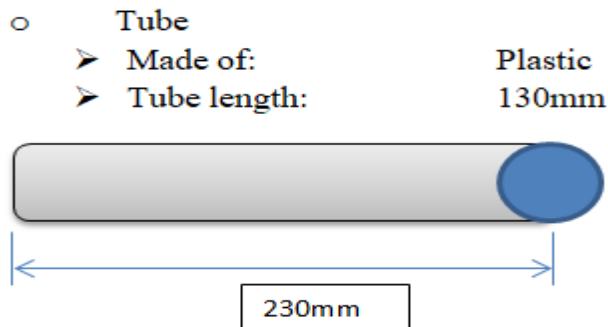 o Tube
➤ Made of: Plastic
➤ Tube length: 130mm
230mm